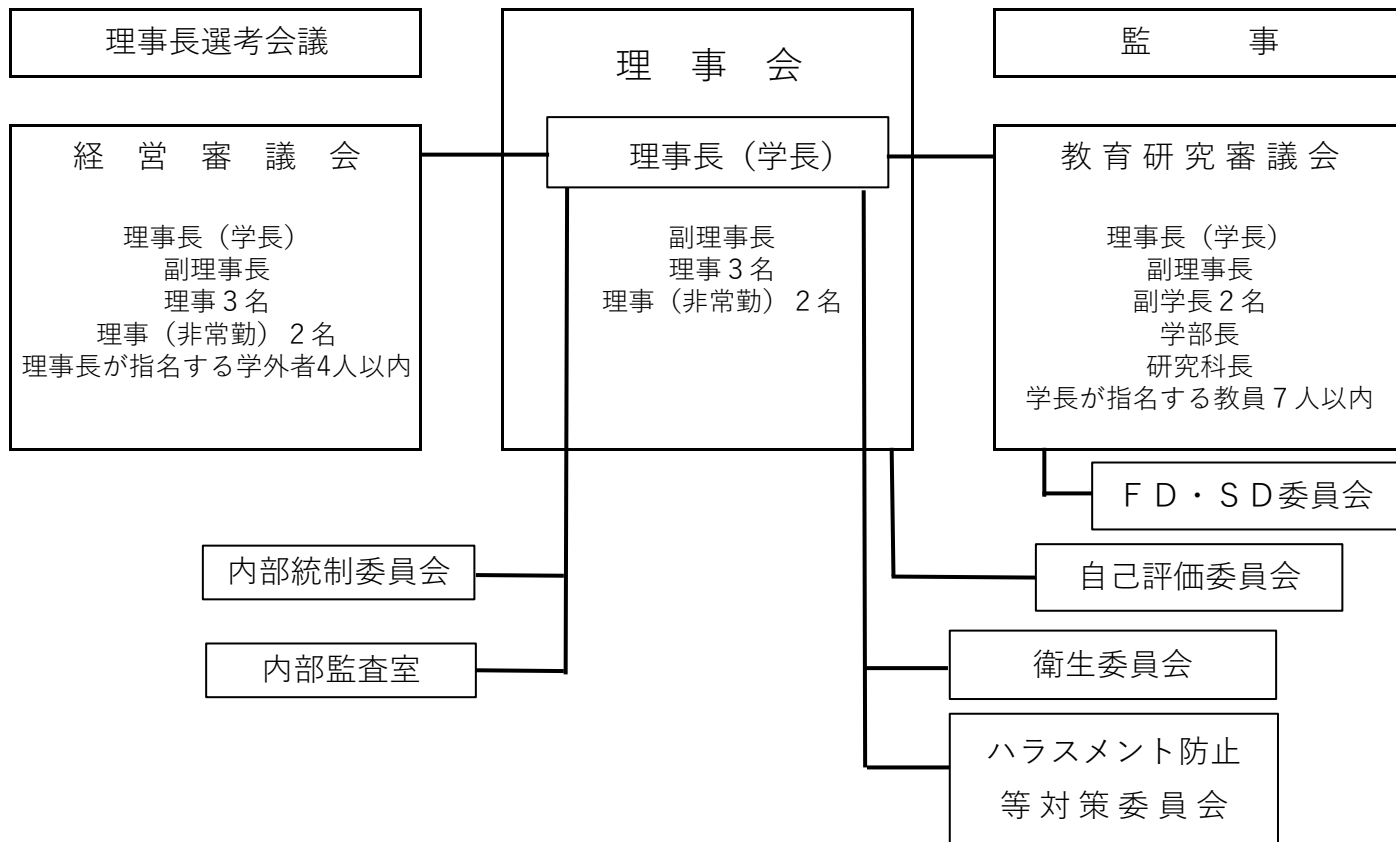 理事長選考会議
理　事　会
監　　　事
経　営　審　議　会
理事長（学長）
副理事長
理事３名
理事（非常勤）２名
理事長が指名する学外者4人以内
理事長（学長）
副理事長
理事３名
理事（非常勤）２名
教育研究審議会
理事長（学長）
副理事長
副学長２名
学部長
研究科長
学長が指名する教員７人以内
ＦＤ・ＳＤ委員会
内部統制委員会
自己評価委員会
内部監査室
衛生委員会
ハラスメント防止
等対策委員会